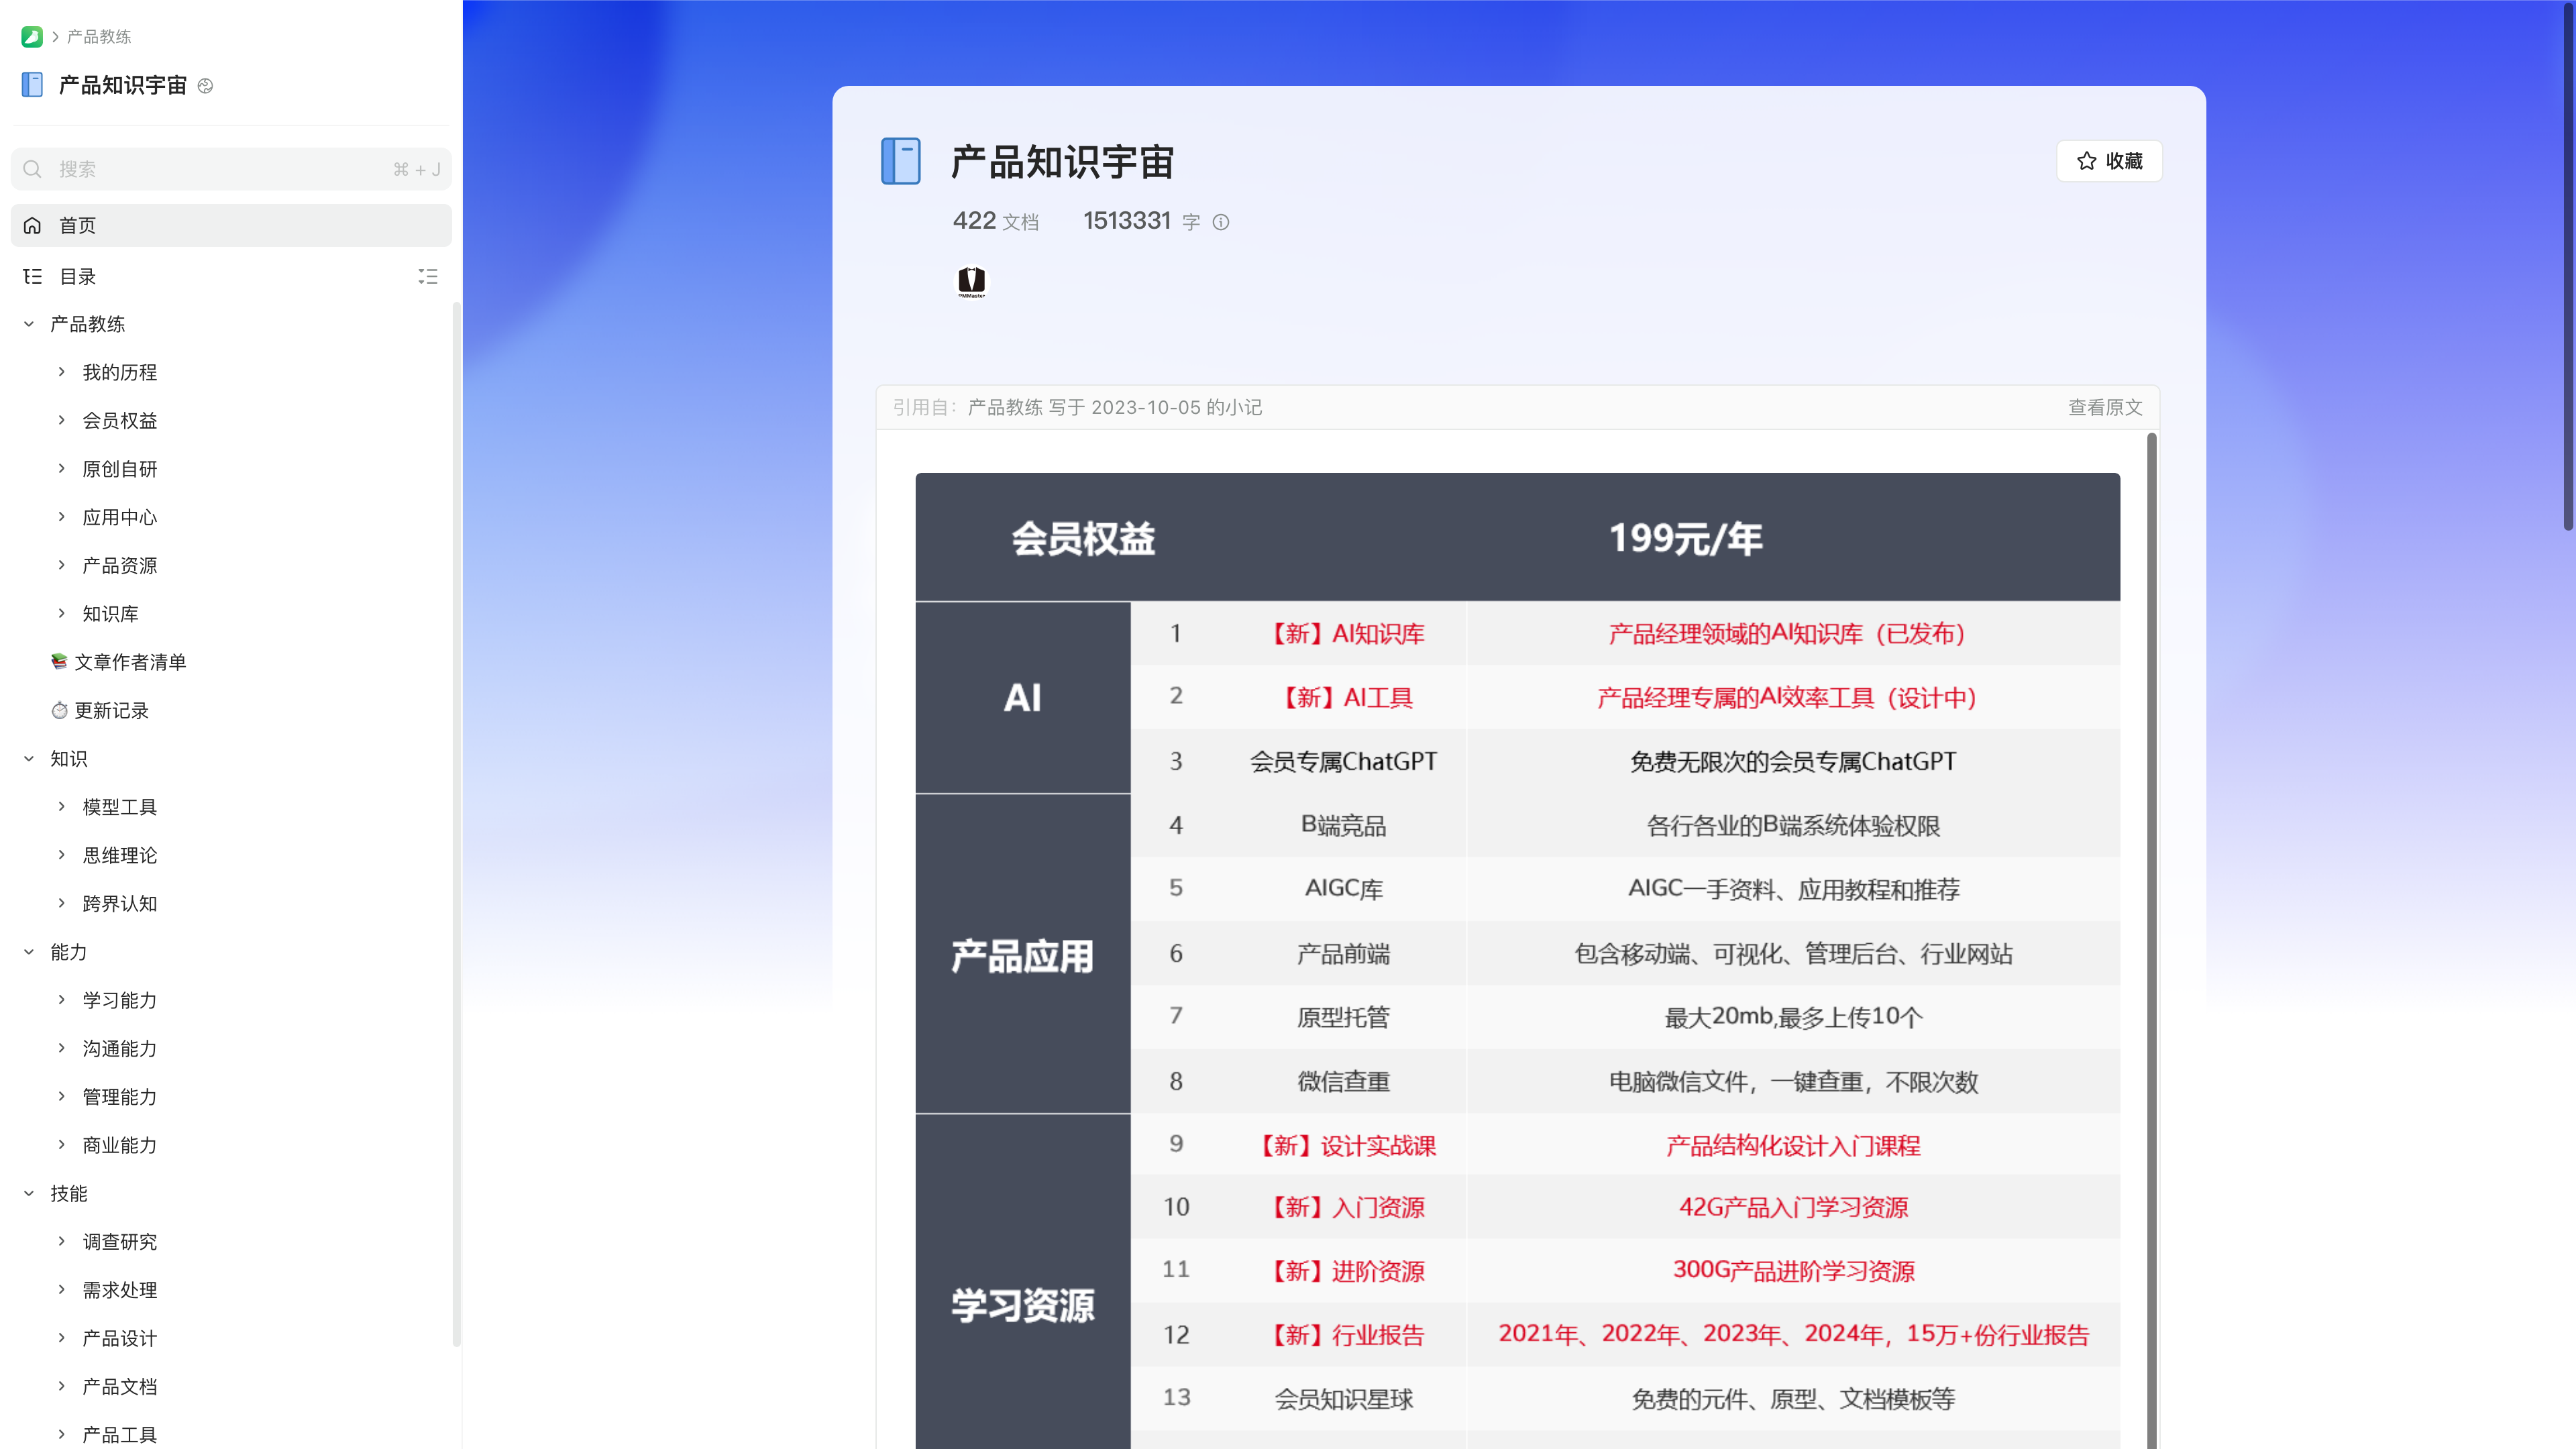 产品教练
产品知识宇宙
搜索 ⌘ + J
首页
目录
产品教练
我的历程
会员权益
原创自研
应用中心
产品资源
知识库
文章作者清单
更新记录
知识
模型工具
思维理论
跨界认知
能力
学习能力
沟通能力
管理能力
商业能力
技能
调查研究
需求处理
产品设计
产品文档
产品工具
产品知识宇宙
收藏
422 文档 1513331 字
引用自：产品教练 写于 2023-10-05 的小记 查看原文
会员权益 199元/年
AI
1 【新】AI知识库 产品经理领域的AI知识库（已发布）
2 【新】AI工具 产品经理专属的AI效率工具（设计中）
3 会员专属ChatGPT 免费无限次的会员专属ChatGPT
产品应用
4 B端竞品 各行各业的B端系统体验权限
5 AIGC库 AIGC一手资料、应用教程和推荐
6 产品前端 包含移动端、可视化、管理后台、行业网站
7 原型托管 最大20mb,最多上传10个
8 微信查重 电脑微信文件，一键查重，不限次数
学习资源
9 【新】设计实战课 产品结构化设计入门课程
10 【新】入门资源 42G产品入门学习资源
11 【新】进阶资源 300G产品进阶学习资源
12 【新】行业报告 2021年、2022年、2023年、2024年，15万+份行业报告
13 会员知识星球 免费的元件、原型、文档模板等